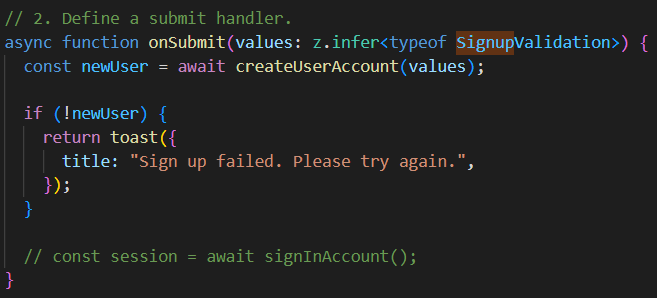 // 2. Define a submit handler.
async function onSubmit(values: z.infer<typeof SignupValidation>) {
const newUser = await createUserAccount(values);
if (!newUser) {
return toast({
title: "Sign up failed. Please try again.",
});
}
// const session = await signInAccount();
}